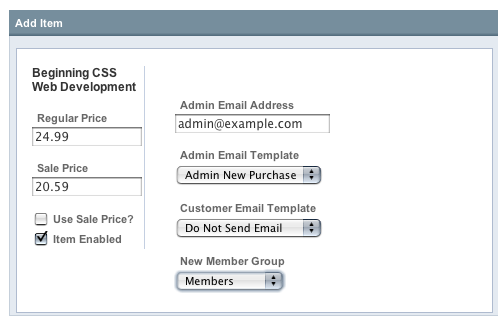 Add Item
Beginning CSS
Web Development
Regular Price
24.99
Sale Price
20.59
Use Sale Price?
Item Enabled
Admin Email Address
admin@example.com
Admin Email Template
Admin New Purchase
Customer Email Template
Do Not Send Email
New Member Group
Members